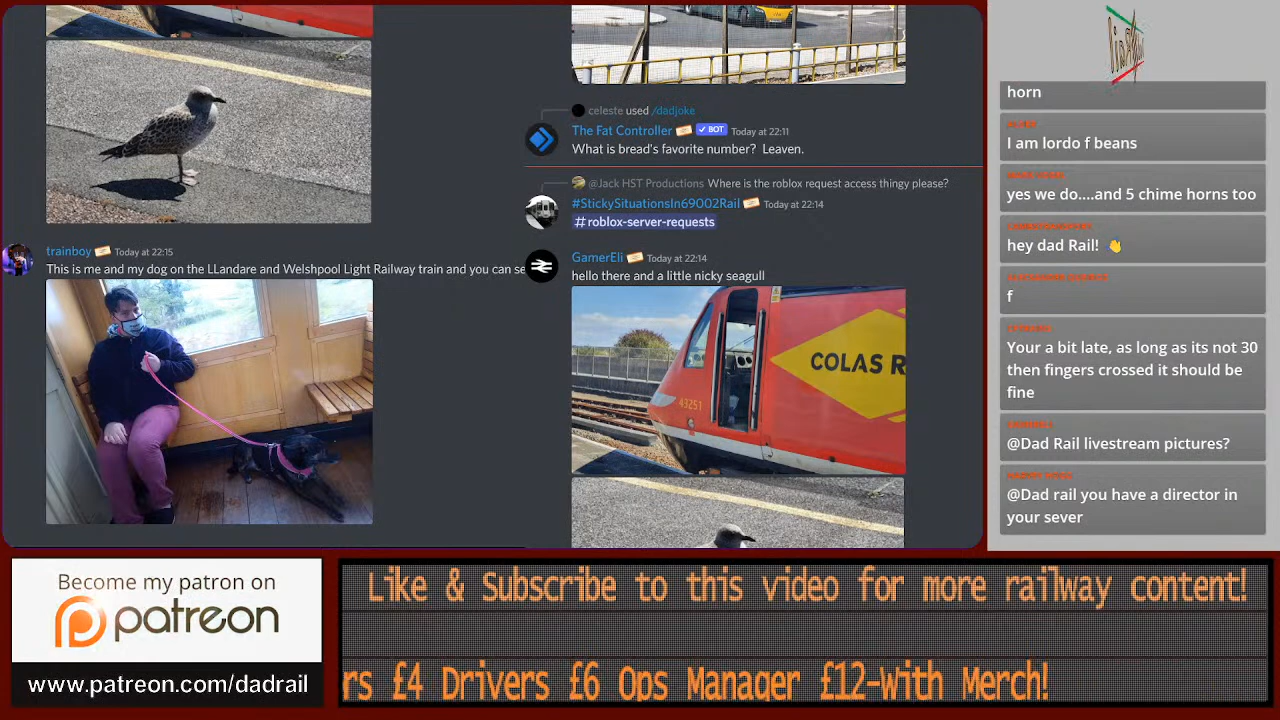 trainboy Today at 22:15
This is me and my dog on the LLandare and Welshpool Light Railway train and you can se
celeste used /dadjoke
The Fat Controller ✓ BOT Today at 22:11
What is bread's favorite number? Leaven.
@Jack HST Productions Where is the roblox request access thingy please?
#StickySituationsIn69002Rail Today at 22:14
#roblox-server-requests
GamerEli Today at 22:14
hello there and a little nicky seagull
COLAS R
43251
horn
I am lordo f beans
yes we do....and 5 chime horns too
hey dad Rail! 👋
f
Your a bit late, as long as its not 30
then fingers crossed it should be
fine
@Dad Rail livestream pictures?
@Dad rail you have a director in
your sever
Become my patron on
patreon
www.patreon.com/dadrail
Like & Subscribe to this video for more railway content!
rs £4 Drivers £6 Ops Manager £12-With Merch!